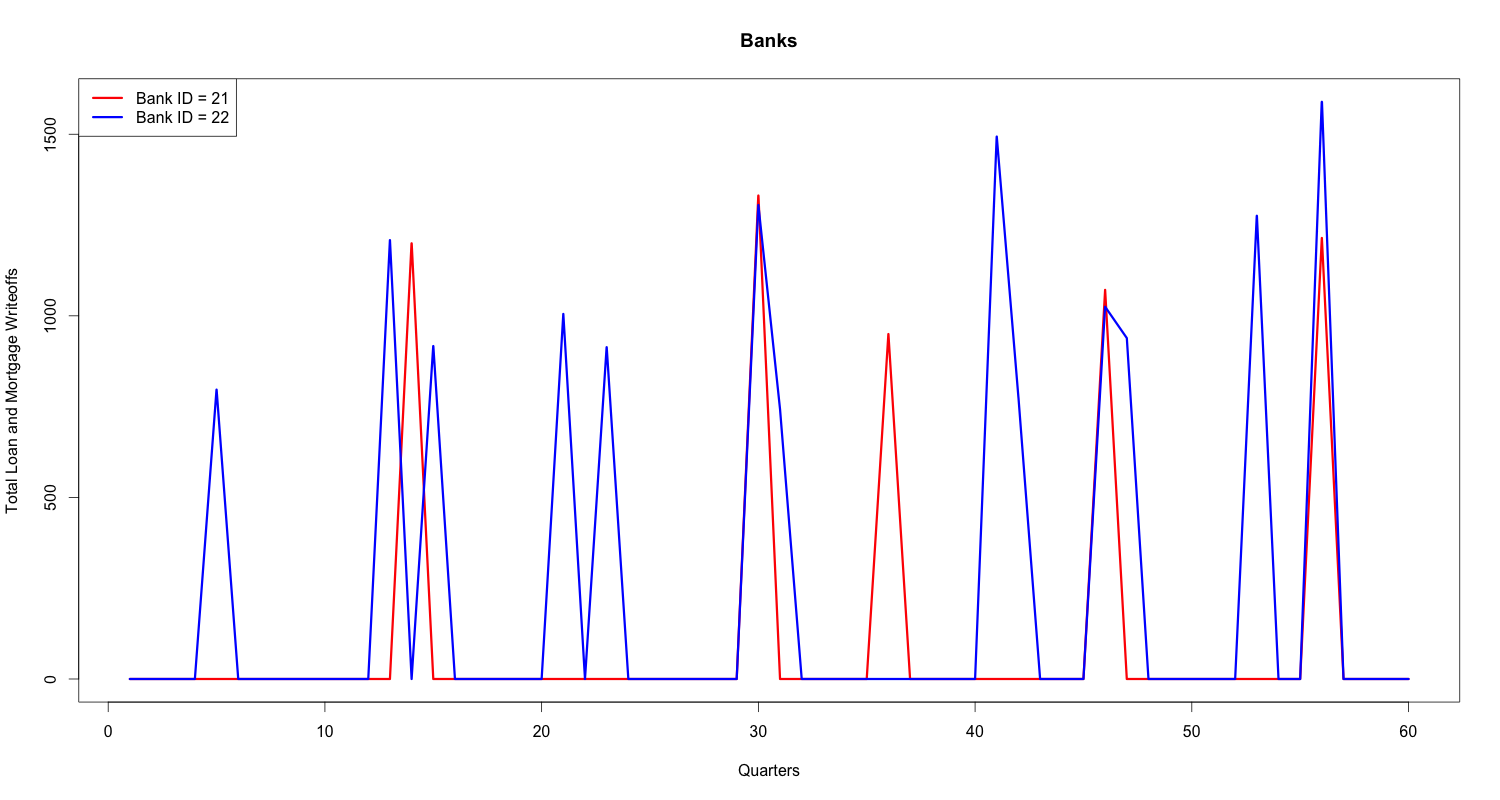 Banks
Bank ID = 21
Bank ID = 22
Total Loan and Mortgage Writeoffs
1500
1000
500
0
0 10 20 30 40 50 60
Quarters